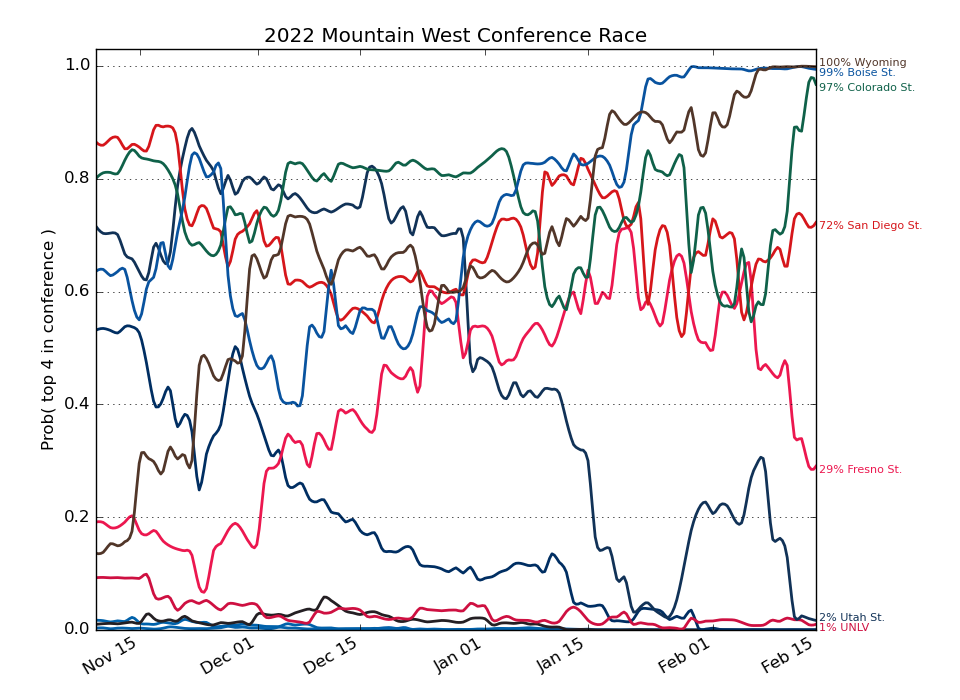 2022 Mountain West Conference Race
Prob( top 4 in conference )
1.0
0.8
0.6
0.4
0.2
0.0
100% Wyoming
99% Boise St.
97% Colorado St.
72% San Diego St.
29% Fresno St.
2% Utah St.
1% UNLV
Nov 15
Dec 01
Dec 15
Jan 01
Jan 15
Feb 01
Feb 15